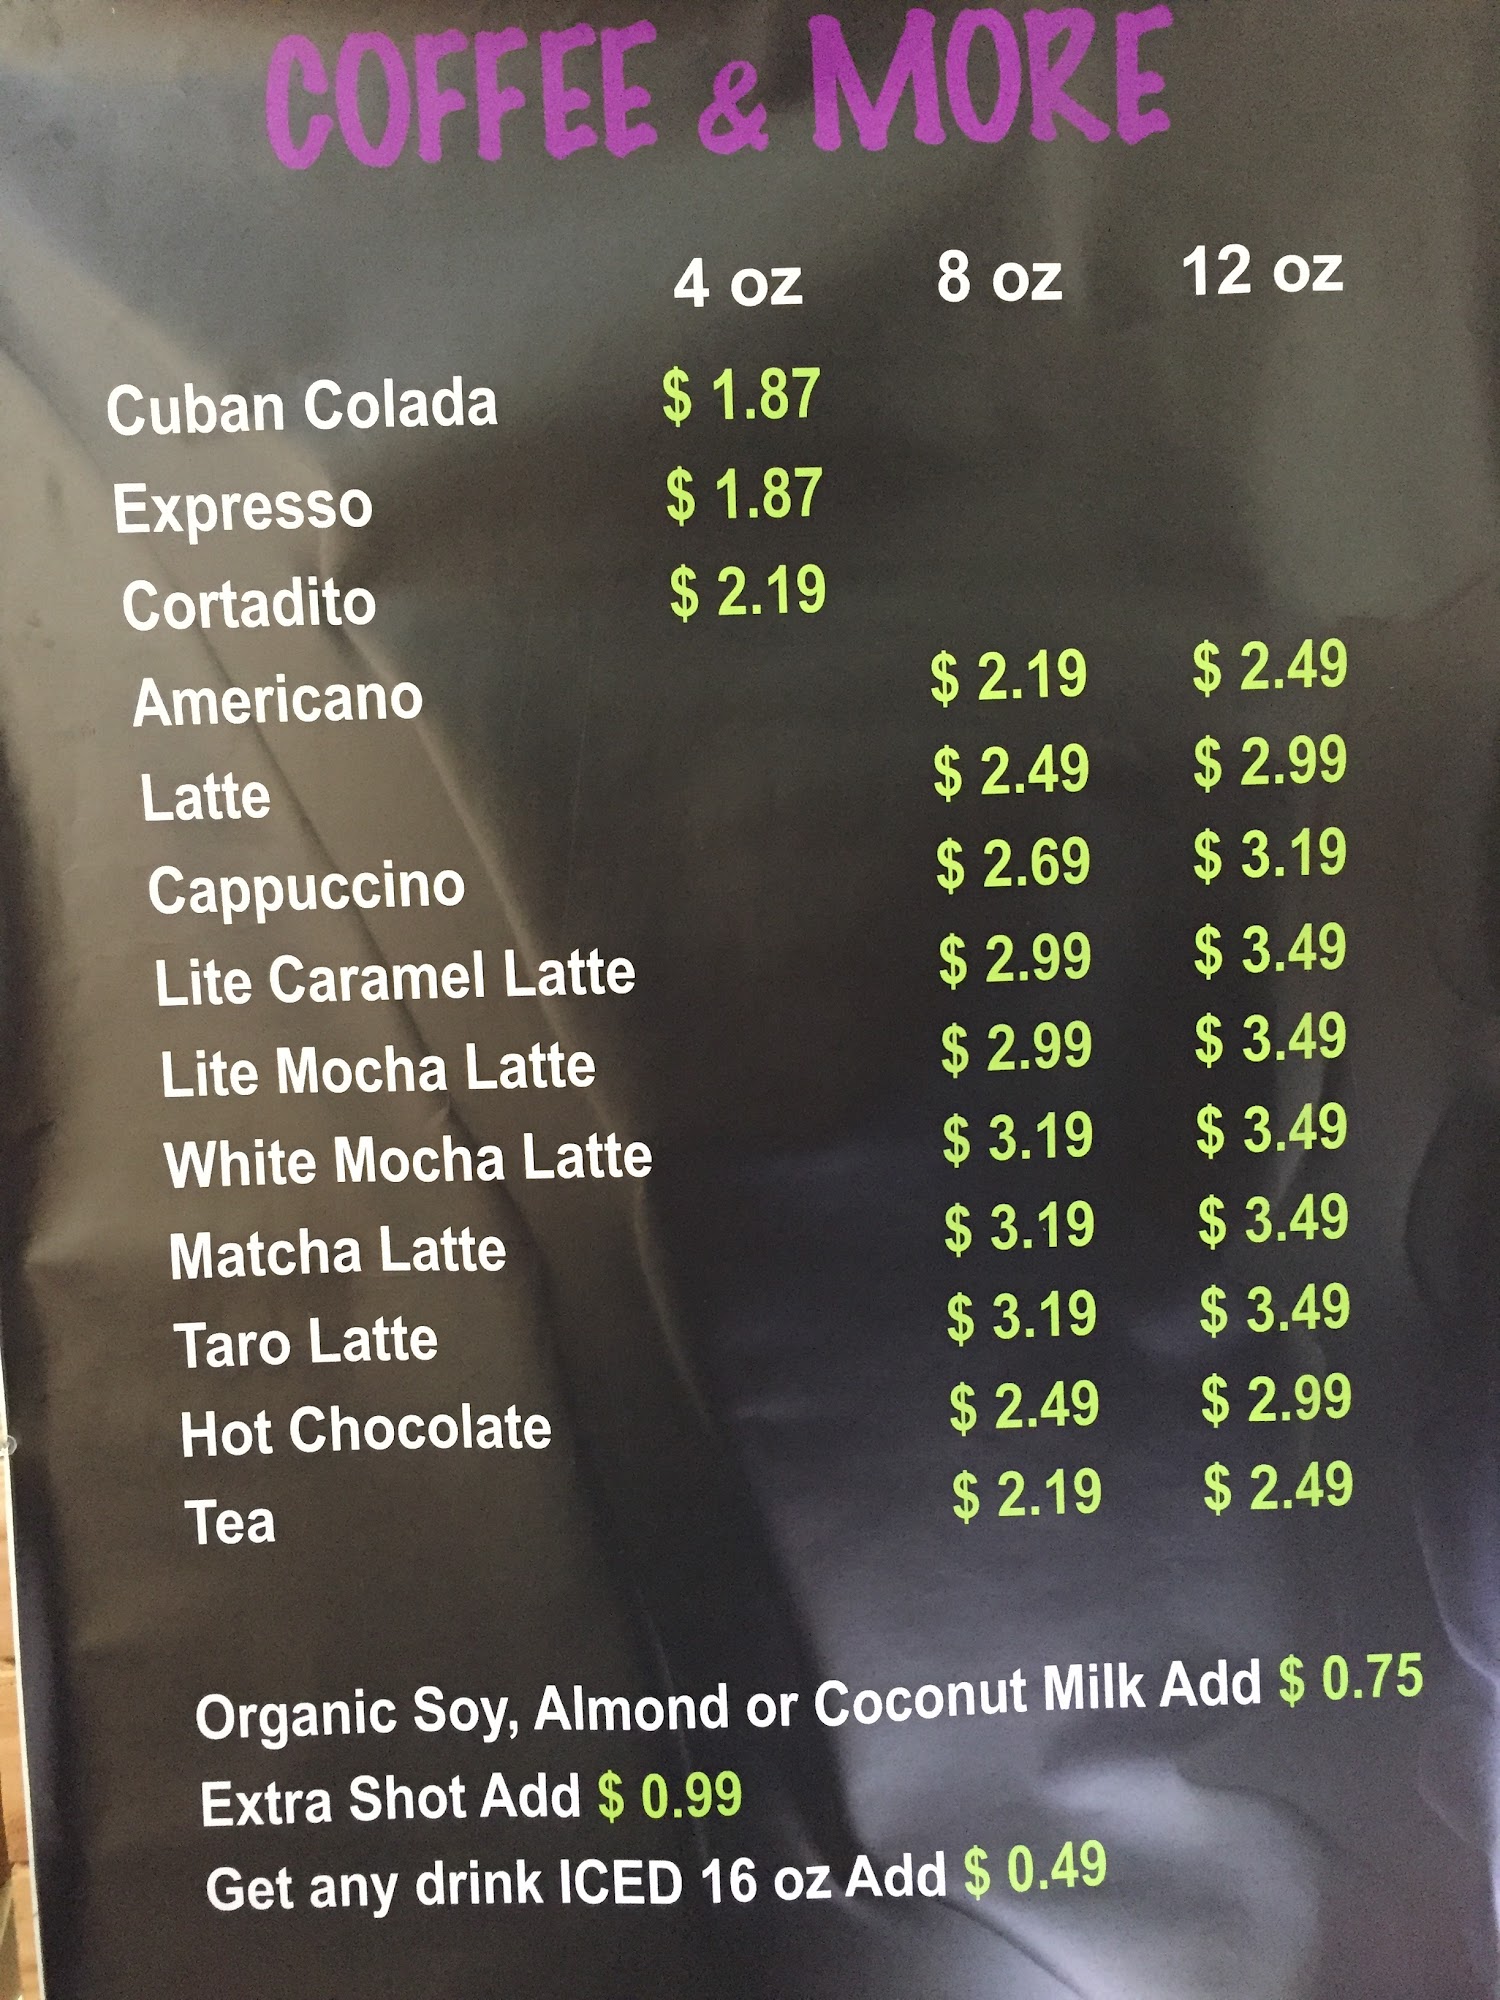 COFFEE & MORE
4 oz 8 oz 12 oz
Cuban Colada $ 1.87
Expresso $ 1.87
Cortadito $ 2.19
Americano $ 2.19 $ 2.49
Latte $ 2.49 $ 2.99
Cappuccino $ 2.69 $ 3.19
Lite Caramel Latte $ 2.99 $ 3.49
Lite Mocha Latte $ 2.99 $ 3.49
White Mocha Latte $ 3.19 $ 3.49
Matcha Latte $ 3.19 $ 3.49
Taro Latte $ 3.19 $ 3.49
Hot Chocolate $ 2.49 $ 2.99
Tea $ 2.19 $ 2.49
Organic Soy, Almond or Coconut Milk Add $ 0.75
Extra Shot Add $ 0.99
Get any drink ICED 16 oz Add $ 0.49